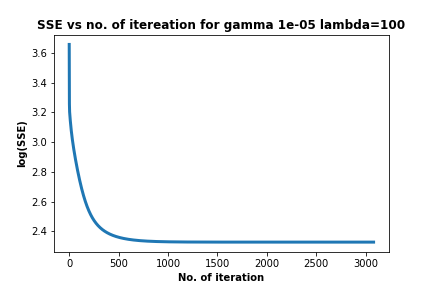 SSE vs no. of itereation for gamma 1e-05 lambda=100
3.6
3.4
3.2
3.0
2.8
2.6
2.4
log(SSE)
0 500 1000 1500 2000 2500 3000
No. of iteration